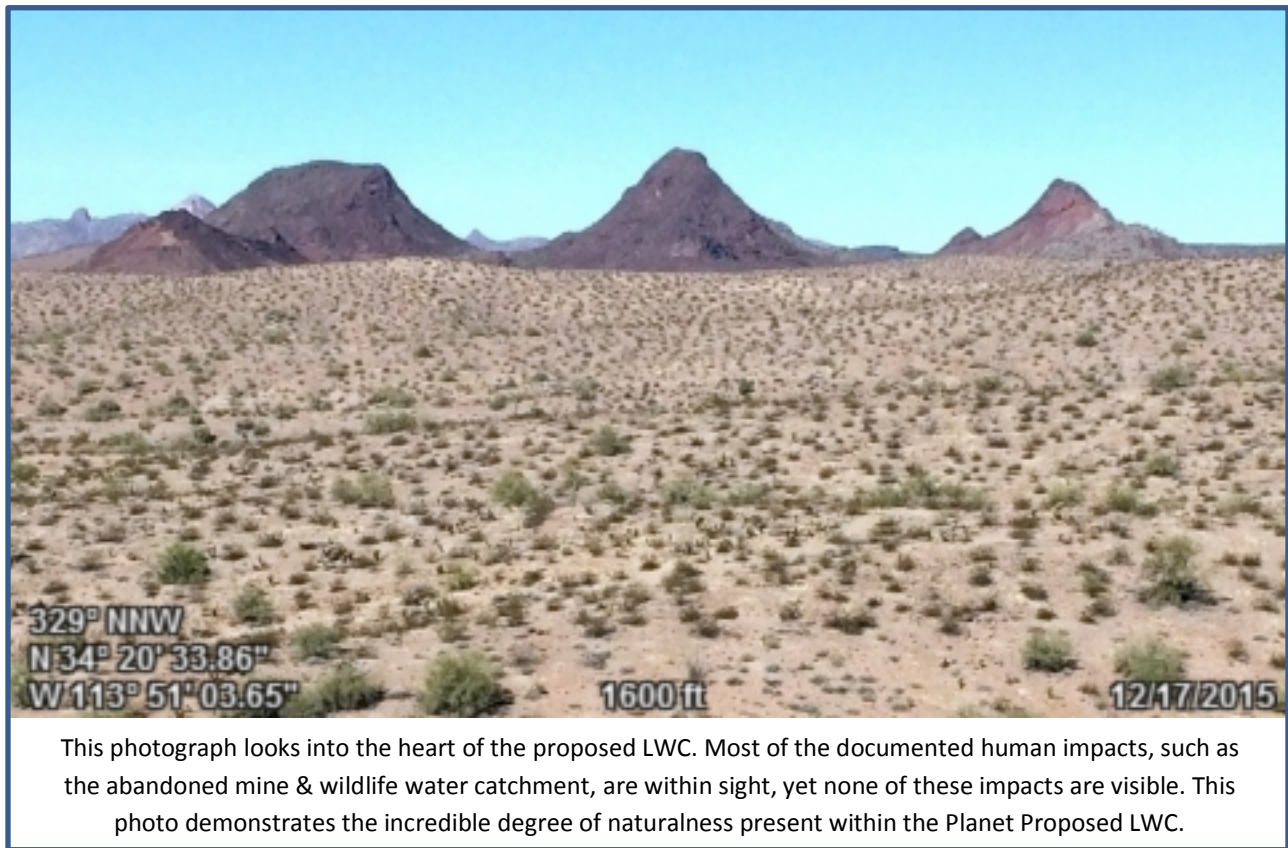 329° NNW
N 34° 20' 33.86"
W 113° 51' 03.65"
1600 ft
12/17/2015
This photograph looks into the heart of the proposed LWC. Most of the documented human impacts, such as
the abandoned mine & wildlife water catchment, are within sight, yet none of these impacts are visible. This
photo demonstrates the incredible degree of naturalness present within the Planet Proposed LWC.